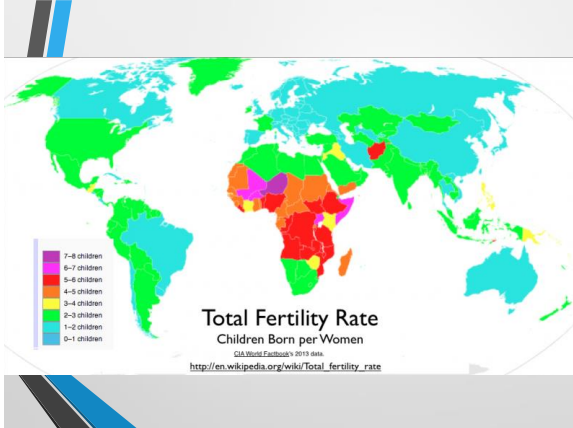 7–8 children
6–7 children
5–6 children
4–5 children
3–4 children
2–3 children
1–2 children
0–1 children
Total Fertility Rate
Children Born per Women
CIA World Factbook's 2013 data.
http://en.wikipedia.org/wiki/Total_fertility_rate